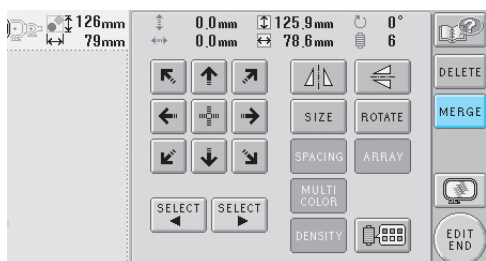 126mm 0.0mm 125.9mm 0°
79mm 0.0mm 78.6mm 6
DELETE
SIZE ROTATE MERGE
SPACING ARRAY
SELECT SELECT MULTI
COLOR
DENSITY EDIT
END